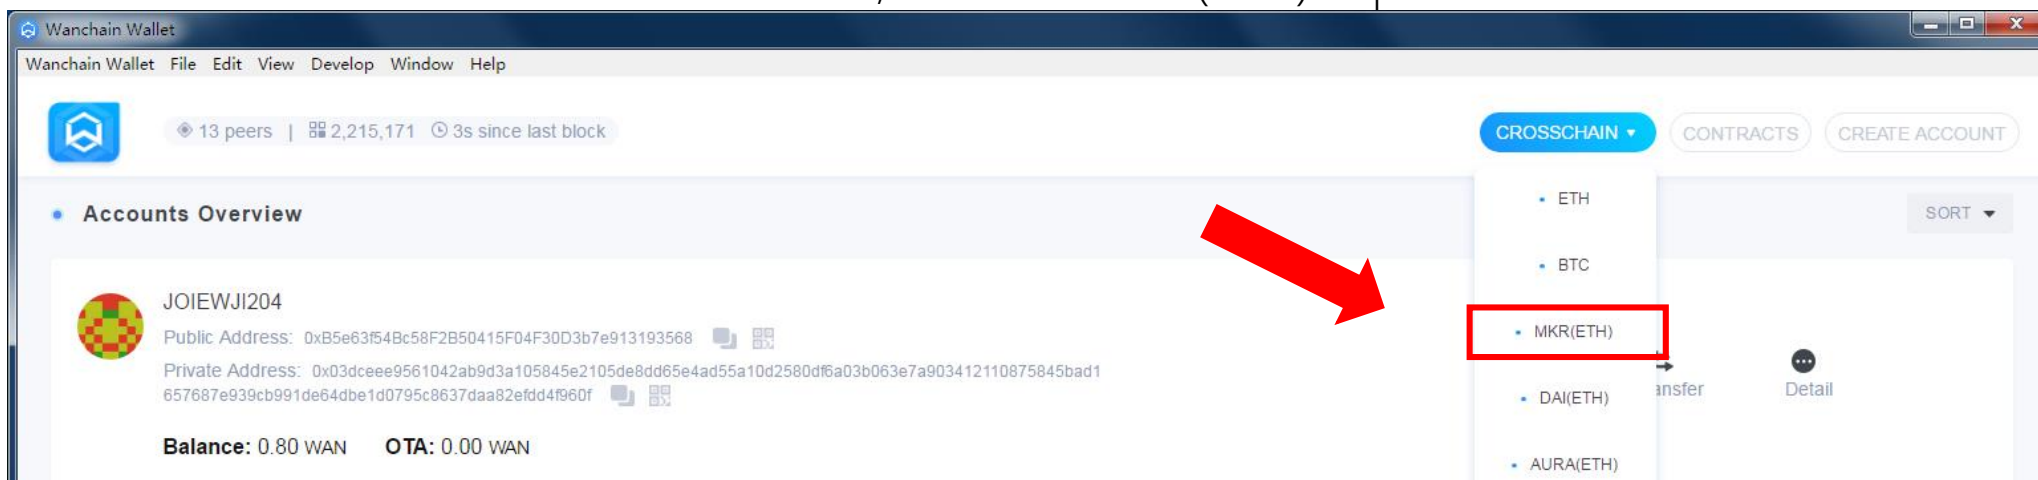 Wanchain Wallet
Wanchain Wallet File Edit View Develop Window Help
13 peers | 2,215,171 3s since last block
CROSSCHAIN CONTRACTS CREATE ACCOUNT
Accounts Overview
SORT
ETH
BTC
MKR(ETH)
DAI(ETH)
AURA(ETH)
JOIEWJI204
Public Address: 0xB5e63f54Bc58F2B50415F04F30D3b7e913193568
Private Address: 0x03dceee9561042ab9d3a105845e2105de8dd65e4ad55a10d2580df6a03b063e7a903412110875845bad1
657687e939cb991de64dbe1d0795c8637daa82efdd4f960f
ansfer Detail
Balance: 0.80 WAN OTA: 0.00 WAN